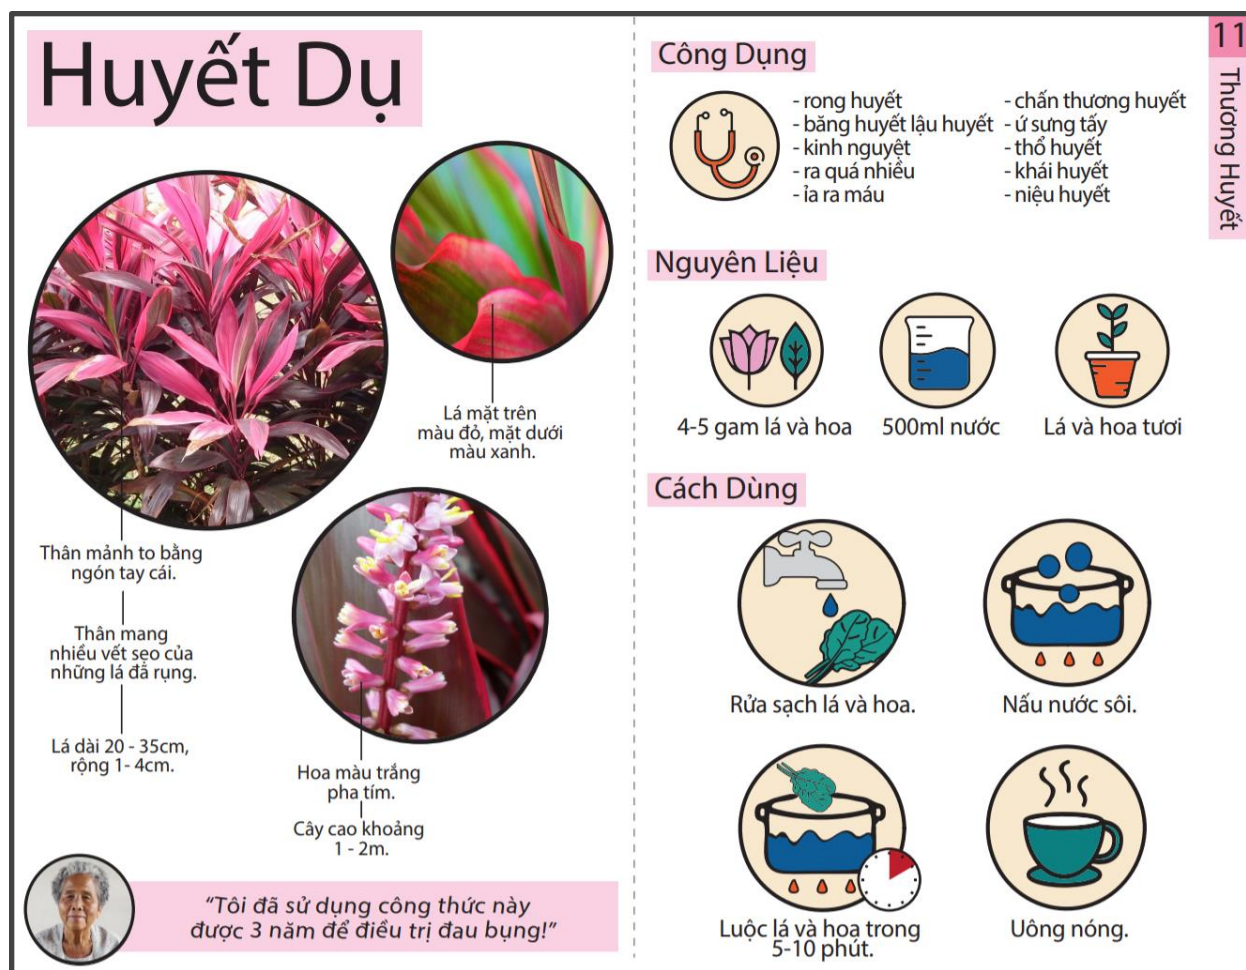 Huyết Dụ
Lá mặt trên
màu đỏ, mặt dưới
màu xanh.
Thân mảnh to bằng
ngón tay cái.
Thân mang
nhiều vết sẹo của
những lá đã rụng.
Lá dài 20 - 35cm,
rộng 1- 4cm.
Hoa màu trắng
pha tím.
Cây cao khoảng
1 - 2m.
“Tôi đã sử dụng công thức này
được 3 năm để điều trị đau bụng!”
Công Dụng
- rong huyết
- băng huyết lậu huyết
- kinh nguyệt
- ra quá nhiều
- ỉa ra máu
- chấn thương huyết
- ứ sưng tấy
- thổ huyết
- khái huyết
- niệu huyết
Nguyên Liệu
4-5 gam lá và hoa
500ml nước
Lá và hoa tươi
Cách Dùng
Rửa sạch lá và hoa.
Nấu nước sôi.
Luộc lá và hoa trong
5-10 phút.
Uông nóng.
11
Thương Huyết